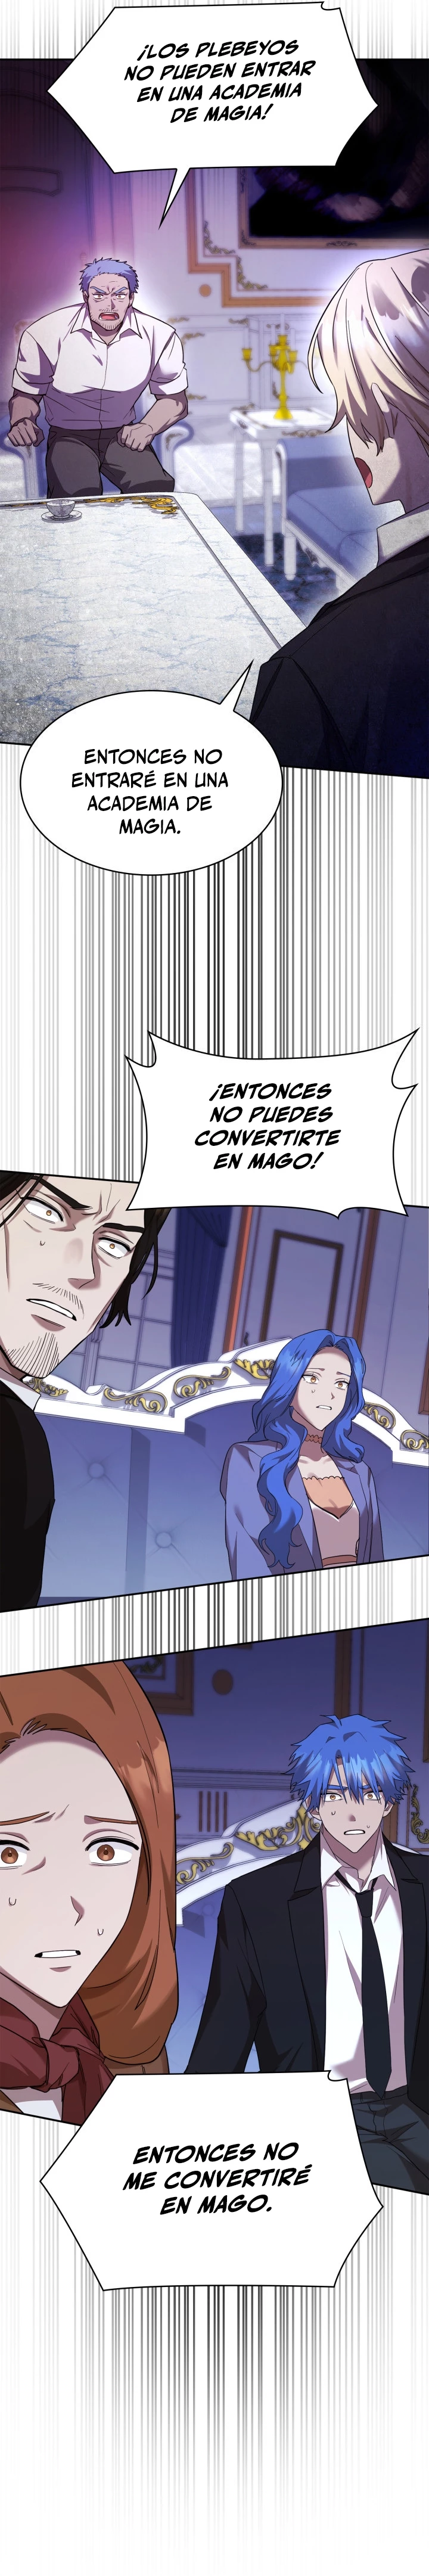 ¡LOS PLEBEYOS
NO PUEDEN ENTRAR
EN UNA ACADEMIA
DE MAGIA!
ENTONCES NO
ENTRARÉ EN UNA
ACADEMIA DE
MAGIA.
¡ENTONCES
NO PUEDES
CONVERTIRTE
EN MAGO!
ENTONCES NO
ME CONVERTIRÉ
EN MAGO.